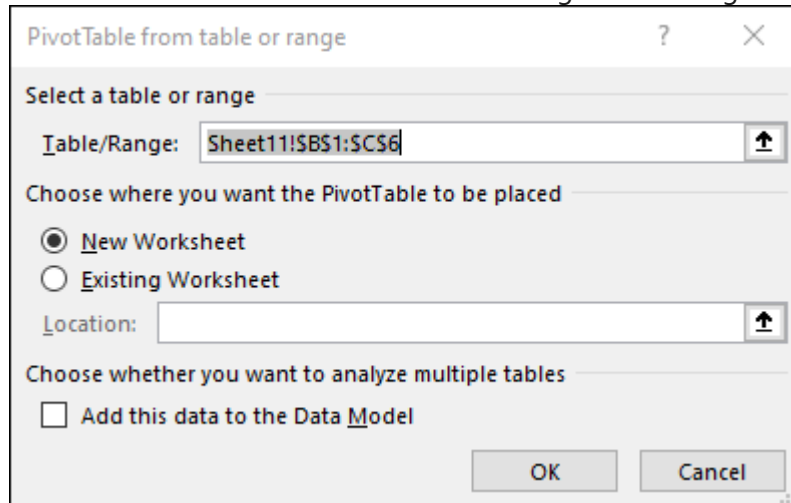 PivotTable from table or range ? ×
Select a table or range
Table/Range: Sheet11!$B$1:$C$6
Choose where you want the PivotTable to be placed
New Worksheet
Existing Worksheet
Location:
Choose whether you want to analyze multiple tables
Add this data to the Data Model
OK Cancel